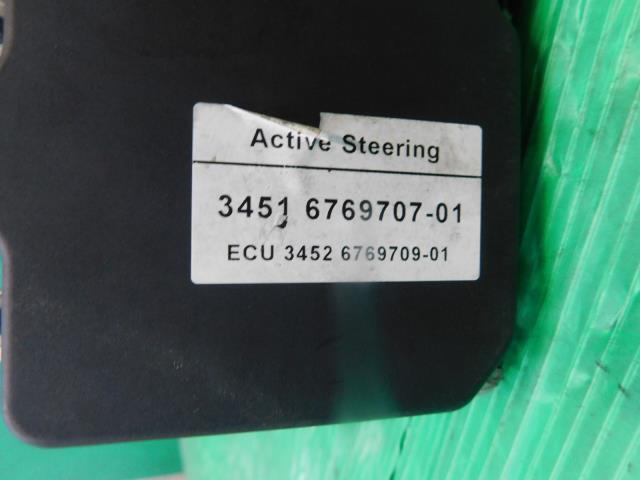 Active Steering
3451 6769707-01
ECU 3452 6769709-01